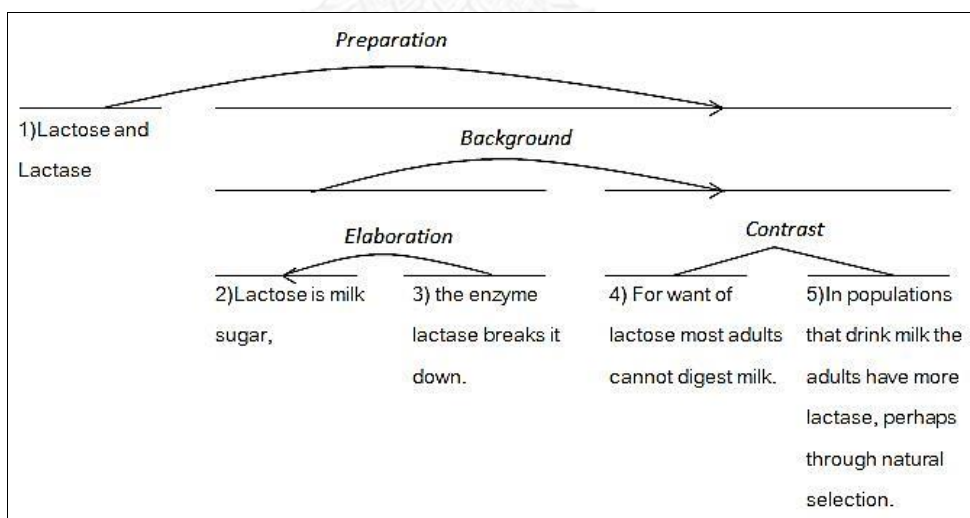 Preparation
1)Lactose and
Lactase
Background
Elaboration
Contrast
2)Lactose is milk
sugar,
3) the enzyme
lactase breaks it
down.
4) For want of
lactose most adults
cannot digest milk.
5)In populations
that drink milk the
adults have more
lactase, perhaps
through natural
selection.